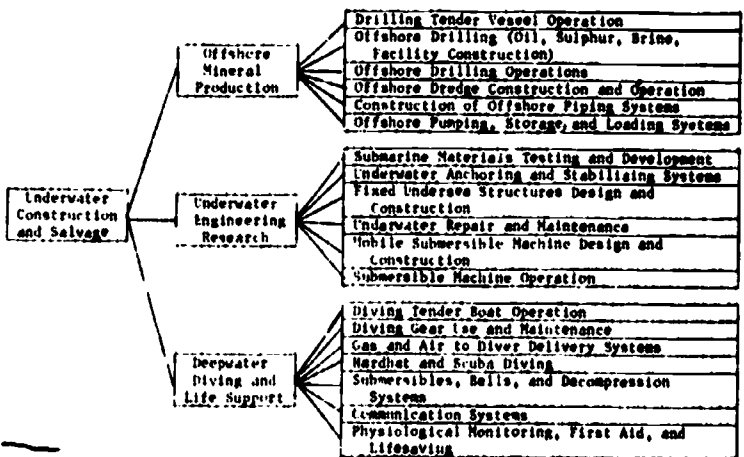 Underwater
Construction
and Salvage
Offshore
Mineral
Production
Drilling Tender Vessel Operation
Offshore Drilling (Oil, Sulphur, Brine,
Facility Construction)
Offshore Drilling Operations
Offshore Dredge Construction and Operation
Construction of Offshore Piping Systems
Offshore Pumping, Storage, and Loading Systems
Underwater
Engineering
Research
Submarine Materials Testing and Development
Underwater Anchoring and Stabilizing Systems
Fixed Undersea Structures Design and
Construction
Underwater Repair and Maintenance
Mobile Submersible Machine Design and
Construction
Submersible Machine Operation
Deepwater
Diving and
Life Support
Diving Tender Boat Operation
Diving Gear Use and Maintenance
Gas and Air to Diver Delivery Systems
Hardhat and Scuba Diving
Submersibles, Bells, and Decompression
Systems
Communication Systems
Physiological Monitoring, First Aid, and
Lifesaving